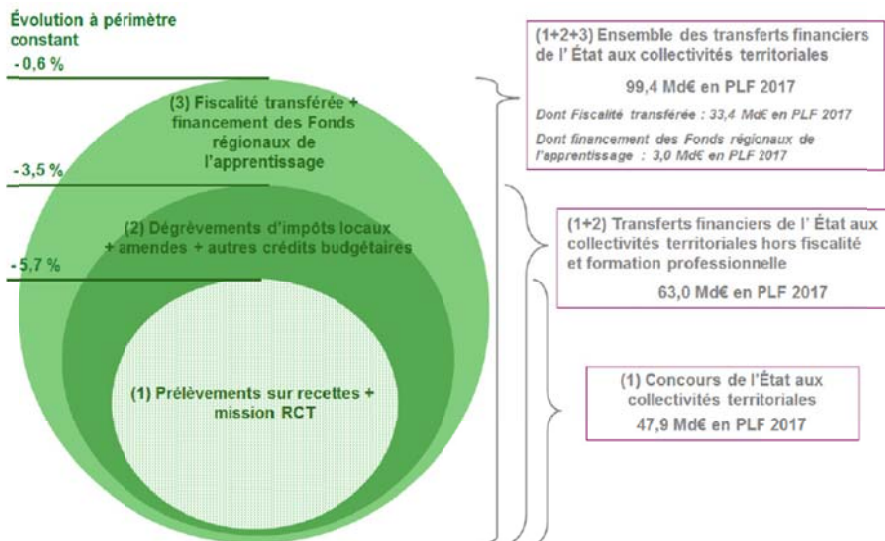 Évolution à périmètre
constant
- 0,6 %
(3) Fiscalité transférée +
financement des Fonds
régionaux de
l'apprentissage
-3,5 %
(2) Dégrèvements d'impôts locaux
+ amendes + autres crédits budgétaires
-5,7 %
(1) Prélèvements sur recettes +
mission RCT
(1+2+3) Ensemble des transferts financiers
de l' État aux collectivités territoriales
99,4 Md€ en PLF 2017
Dont Fiscalité transférée : 33,4 Md€ en PLF 2017
Dont financement des Fonds régionaux de
l'apprentissage : 3,0 Md€ en PLF 2017
(1+2) Transferts financiers de l' État aux
collectivités territoriales hors fiscalité
et formation professionnelle
63,0 Md€ en PLF 2017
(1) Concours de l'État aux
collectivités territoriales
47,9 Md€ en PLF 2017